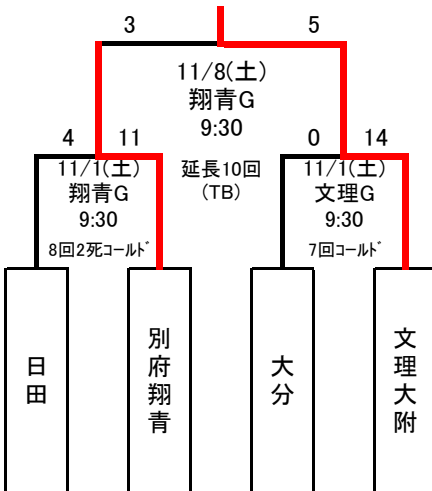 3 5
11/8(土)
翔青G
9:30
延長10回
(TB)
4 11
11/1(土)
翔青G
9:30
8回2死ｺｰﾙﾄﾞ
0 14
11/1(土)
文理G
9:30
7回ｺｰﾙﾄﾞ
日田
別府翔青
大分
文理大附